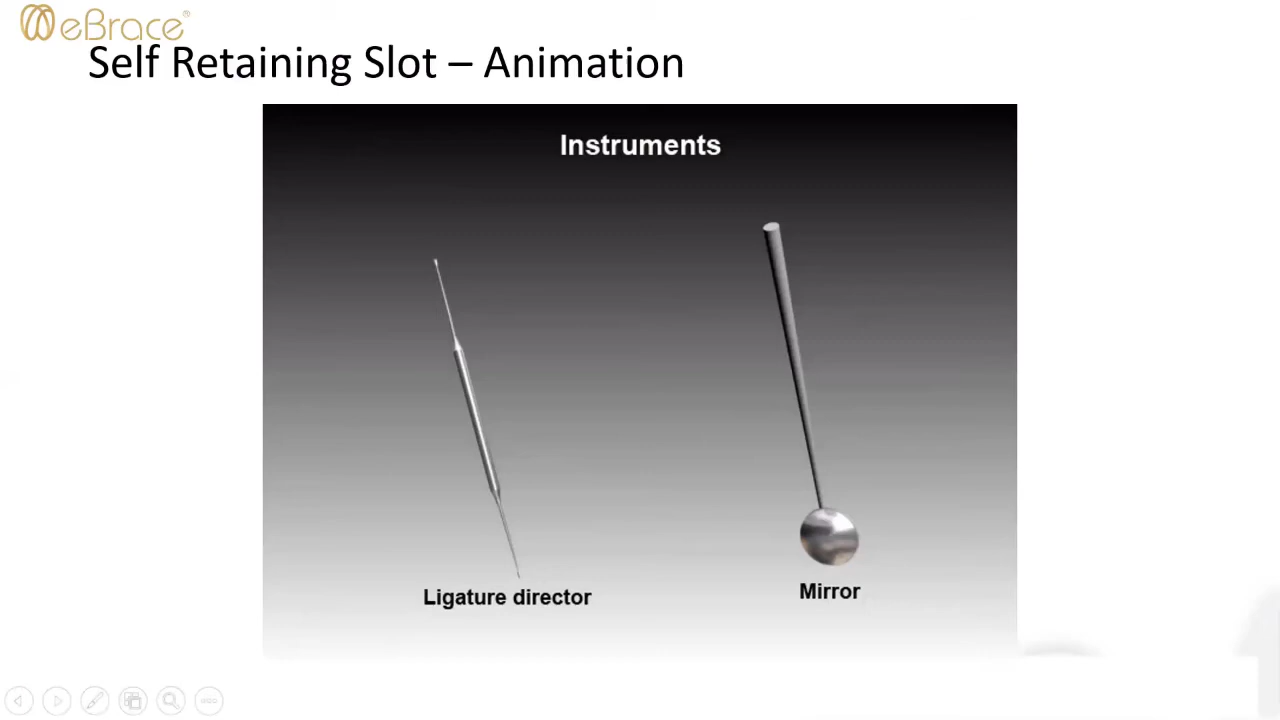 eBrace®
Self Retaining Slot – Animation
Instruments
Ligature director
Mirror